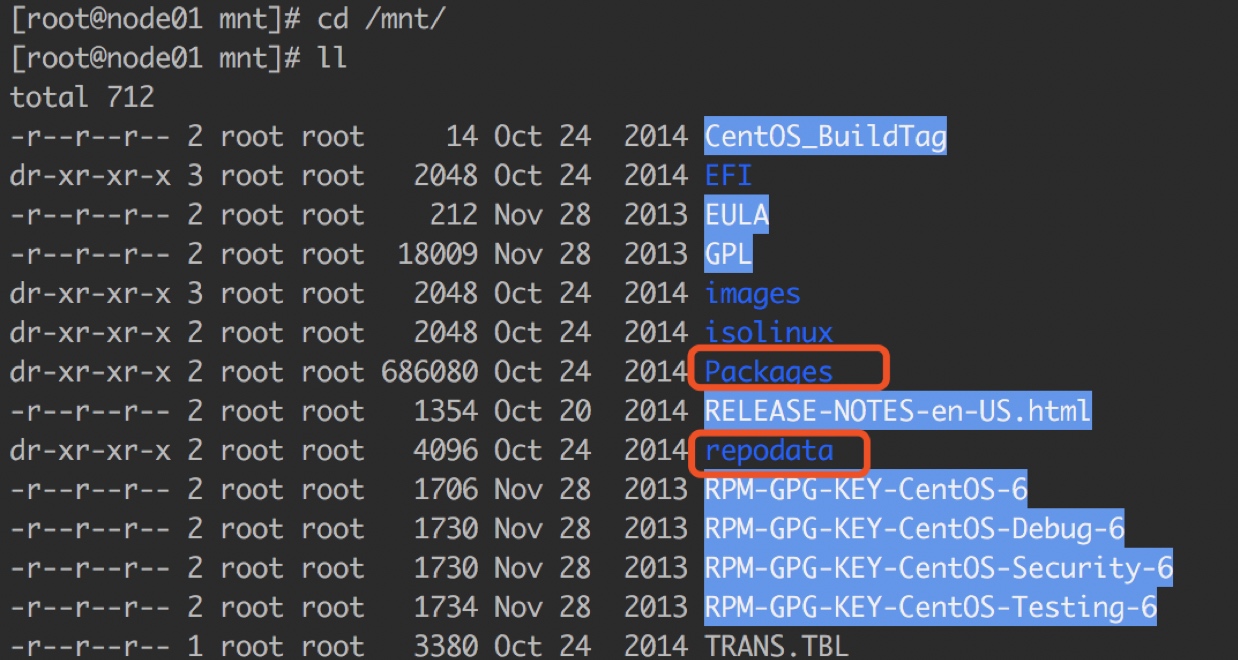 [root@node01 mnt]# cd /mnt/
[root@node01 mnt]# ll
total 712
-r--r--r-- 2 root root     14 Oct 24  2014 CentOS_BuildTag
dr-xr-xr-x 3 root root   2048 Oct 24  2014 EFI
-r--r--r-- 2 root root    212 Nov 28  2013 EULA
-r--r--r-- 2 root root  18009 Nov 28  2013 GPL
dr-xr-xr-x 3 root root   2048 Oct 24  2014 images
dr-xr-xr-x 2 root root   2048 Oct 24  2014 isolinux
dr-xr-xr-x 2 root root 686080 Oct 24  2014 Packages
-r--r--r-- 2 root root   1354 Oct 20  2014 RELEASE-NOTES-en-US.html
dr-xr-xr-x 2 root root   4096 Oct 24  2014 repodata
-r--r--r-- 2 root root   1706 Nov 28  2013 RPM-GPG-KEY-CentOS-6
-r--r--r-- 2 root root   1730 Nov 28  2013 RPM-GPG-KEY-CentOS-Debug-6
-r--r--r-- 2 root root   1730 Nov 28  2013 RPM-GPG-KEY-CentOS-Security-6
-r--r--r-- 2 root root   1734 Nov 28  2013 RPM-GPG-KEY-CentOS-Testing-6
-r--r--r-- 1 root root   3380 Oct 24  2014 TRANS.TBL